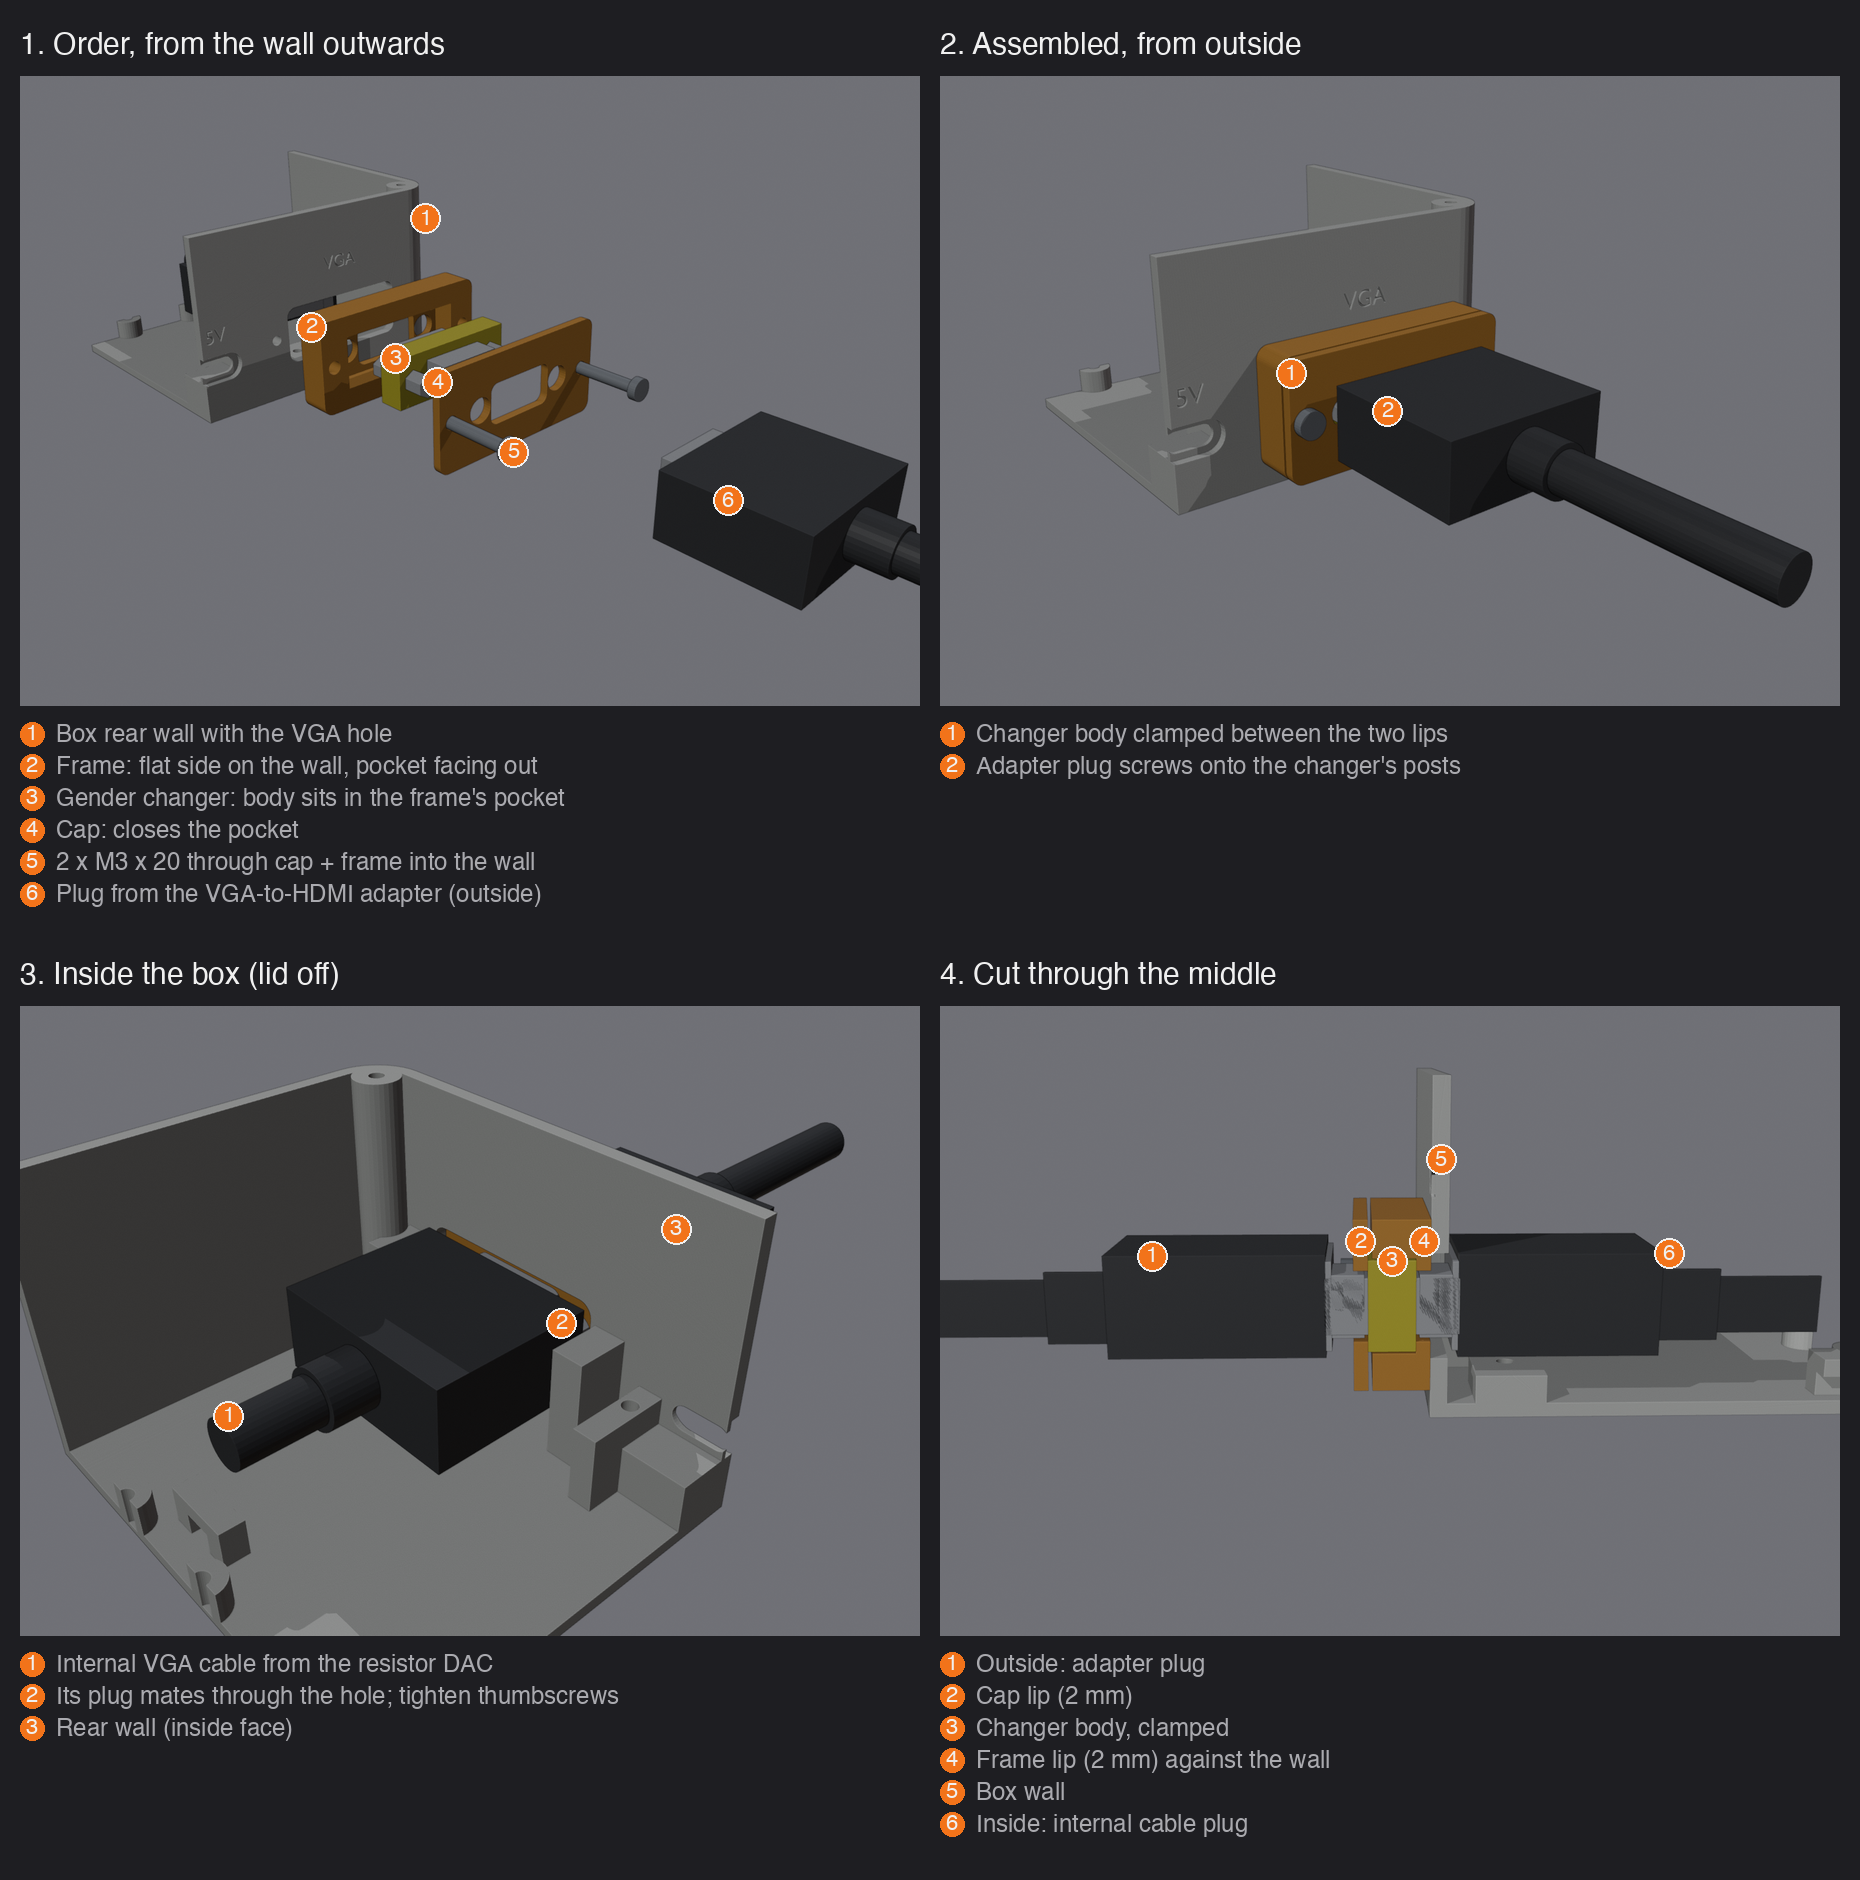 1. Order, from the wall outwards
VGA
5V
1
2
3
4
5
6
1 Box rear wall with the VGA hole
2 Frame: flat side on the wall, pocket facing out
3 Gender changer: body sits in the frame's pocket
4 Cap: closes the pocket
5 2 x M3 x 20 through cap + frame into the wall
6 Plug from the VGA-to-HDMI adapter (outside)
2. Assembled, from outside
VGA
5V
1
2
1 Changer body clamped between the two lips
2 Adapter plug screws onto the changer's posts
3. Inside the box (lid off)
3
2
1
1 Internal VGA cable from the resistor DAC
2 Its plug mates through the hole; tighten thumbscrews
3 Rear wall (inside face)
4. Cut through the middle
5
1
2
3
4
6
1 Outside: adapter plug
2 Cap lip (2 mm)
3 Changer body, clamped
4 Frame lip (2 mm) against the wall
5 Box wall
6 Inside: internal cable plug